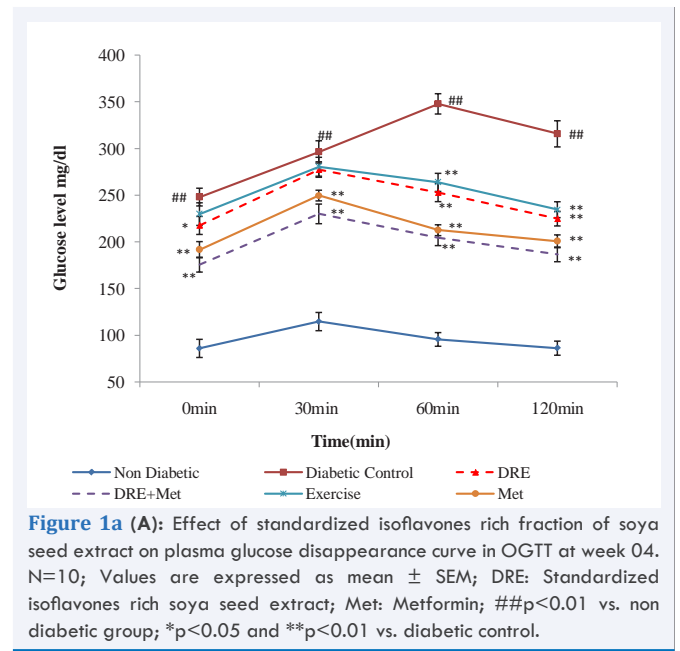 400
350
300
250
200
150
100
50
Glucose level mg/dl
##
##
##
##
*
**
**
**
**
**
**
**
**
**
**
**
**
0min 30min 60min 120min
Time(min)
Non Diabetic Diabetic Control DRE
DRE+Met Exercise Met
Figure 1a (A): Effect of standardized isoflavones rich fraction of soya
seed extract on plasma glucose disappearance curve in OGTT at week 04.
N=10; Values are expressed as mean ± SEM; DRE: Standardized
isoflavones rich soya seed extract; Met: Metformin; ##p<0.01 vs. non
diabetic group; *p<0.05 and **p<0.01 vs. diabetic control.